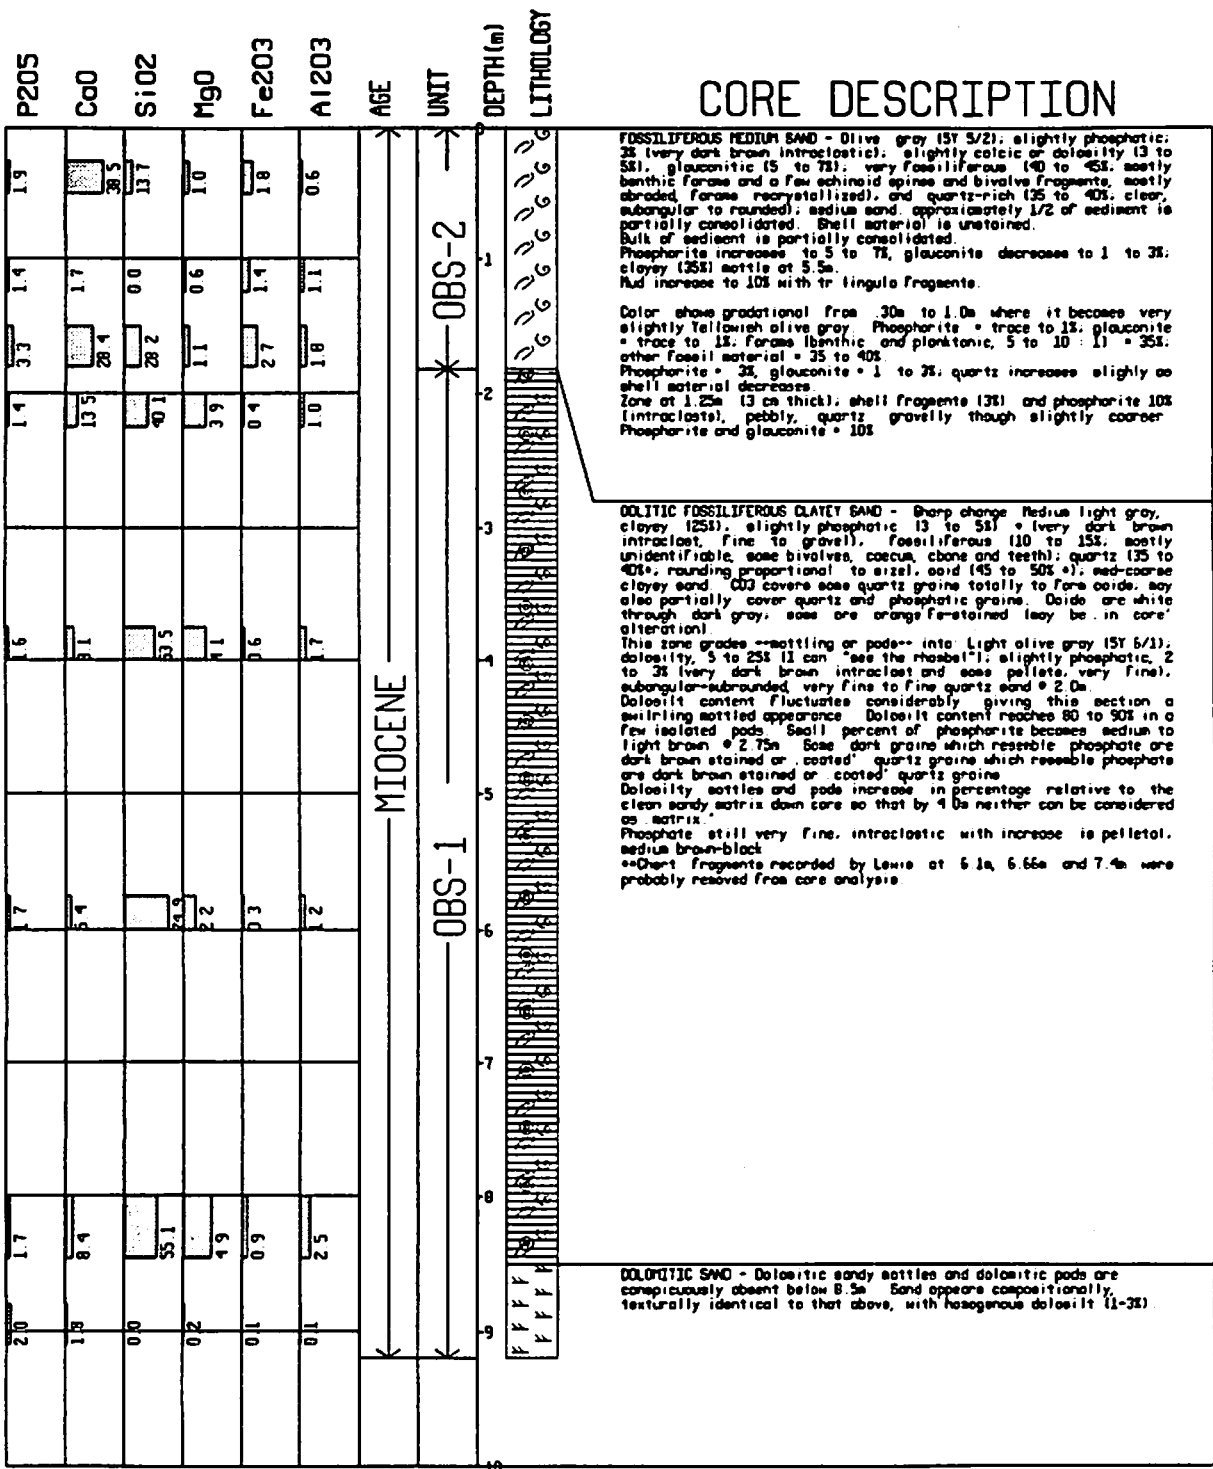 P2O5
CaO
SiO2
MgO
Fe2O3
Al2O3
AGE
UNIT
DEPTH(m)
LITHOLOGY
CORE DESCRIPTION
0
1
2
3
4
5
6
7
8
9
10
MIOCENE
OBS-2
OBS-1
1.9 38.5 13.7 1.0 1.8 0.6
1.4 1.7 0.0 0.6 1.4 1.1
3.3 28.4 28.2 1.1 2.7 1.8
1.4 13.5 40.1 3.9 0.4 1.0
1.6 63.5 0.6 1.7
1.7 74.9 2.2 0.3 1.2
1.7 8.4 55.1 4.9 0.9 2.5
2.0 1.8 0.0 0.2 0.1 0.1
FOSSILIFEROUS MEDIUM SAND - Olive gray (5Y 5/2); slightly phosphatic;
3% (very dark brown intraclastic); slightly calcic or dolosilty (3 to
5%), glauconitic (5 to 7%); very fossiliferous (40 to 45%; mostly
benthic forams and a few echinoid spines and bivalve fragments, mostly
abraded, forams recrystallized), and quartz-rich (35 to 40%; clear,
subangular to rounded); medium sand. approximately 1/2 of sediment is
partially consolidated. Shell material is unstained.
Bulk of sediment is partially consolidated.
Phosphorite increases to 5 to 7%, glauconite decreases to 1 to 3%;
clayey (35%) mottle at 5.5m.
Mud increase to 10% with tr lingula fragments.
Color shows gradational from .30m to 1.0m where it becomes very
slightly Yellowish olive gray. Phosphorite = trace to 1%; glauconite
= trace to 1%; forams (benthic and planktonic, 5 to 10 : 1) = 35%;
other fossil material = 35 to 40%.
Phosphorite = 3%, glauconite = 1 to 3%; quartz increases slighly as
shell material decreases.
Zone at 1.25m (3 cm thick); shell fragments (3%) and phosphorite 10%
(intraclasts), pebbly, quartz gravelly though slightly coarser
Phosphorite and glauconite = 10%
OOLITIC FOSSILIFEROUS CLAYEY SAND - Sharp change Medium light gray,
clayey (25%), slightly phosphatic (3 to 5%) + (very dark brown
intraclast, fine to gravel), fossiliferous (10 to 15%; mostly
unidentifiable, some bivalves, caecum, cbone and teeth); quartz (35 to
40%+; rounding proportional to size), ooid (45 to 50% +); med-coarse
clayey sand. CO3 covers some quartz grains totally to form ooids; may
also partially cover quartz and phosphatic grains. Ooids are white
through dark gray; some are orange Fe-stained (may be . in core'
alteration)
This zone grades --mottling or pods-- into: Light olive gray (5Y 6/1);
dolosilty, 5 to 25% (I can "see the rhombs!"); slightly phosphatic, 2
to 3% (very dark brown intraclast and some pellets, very fine),
subangular-subrounded, very fine to fine quartz sand @ 2.0m.
Dolosilt content fluctuates considerably giving this section a
swilrling mottled appearance Dolosilt content reaches 80 to 90% in a
few isolated pods. Small percent of phosphorite becomes medium to
light brown @ 2.75m Some dark grains which resemble phosphate are
dark brown stained or .coated' quartz grains which resemble phosphate
are dark brown stained or .coated' quartz grains
Dolosilty mottles and pods increase in percentage relative to the
clean sandy matrix down core so that by 4.0m neither can be considered
as .matrix.'
Phosphate still very fine, intraclastic with increase is pelletal,
medium brown-black
**Chert fragments recorded by Lewis at 6.1m, 6.66m and 7.4m were
probably removed from core analysis
DOLOMITIC SAND - Dolomitic sandy mottles and dolomitic pods are
conspicuously absent below 8.5m Sand appears compositionally,
texturally identical to that above, with homogenous dolosilt (1-3%)